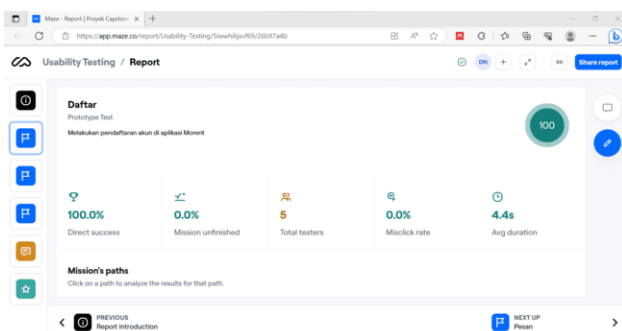 Maze - Report | Proyek Capstone
https://app.maze.co/report/Usability-Testing/5iwwhilijsvf69/26b97a4b
Usability Testing / Report
DH
Share report
Daftar
Prototype Test
Melakukan pendaftaran akun di aplikasi Morent
100
100.0%
Direct success
0.0%
Mission unfinished
5
Total testers
0.0%
Misclick rate
4.4s
Avg duration
Mission's paths
Click on a path to analyze the results for that path.
PREVIOUS
Report introduction
NEXT UP
Pesan